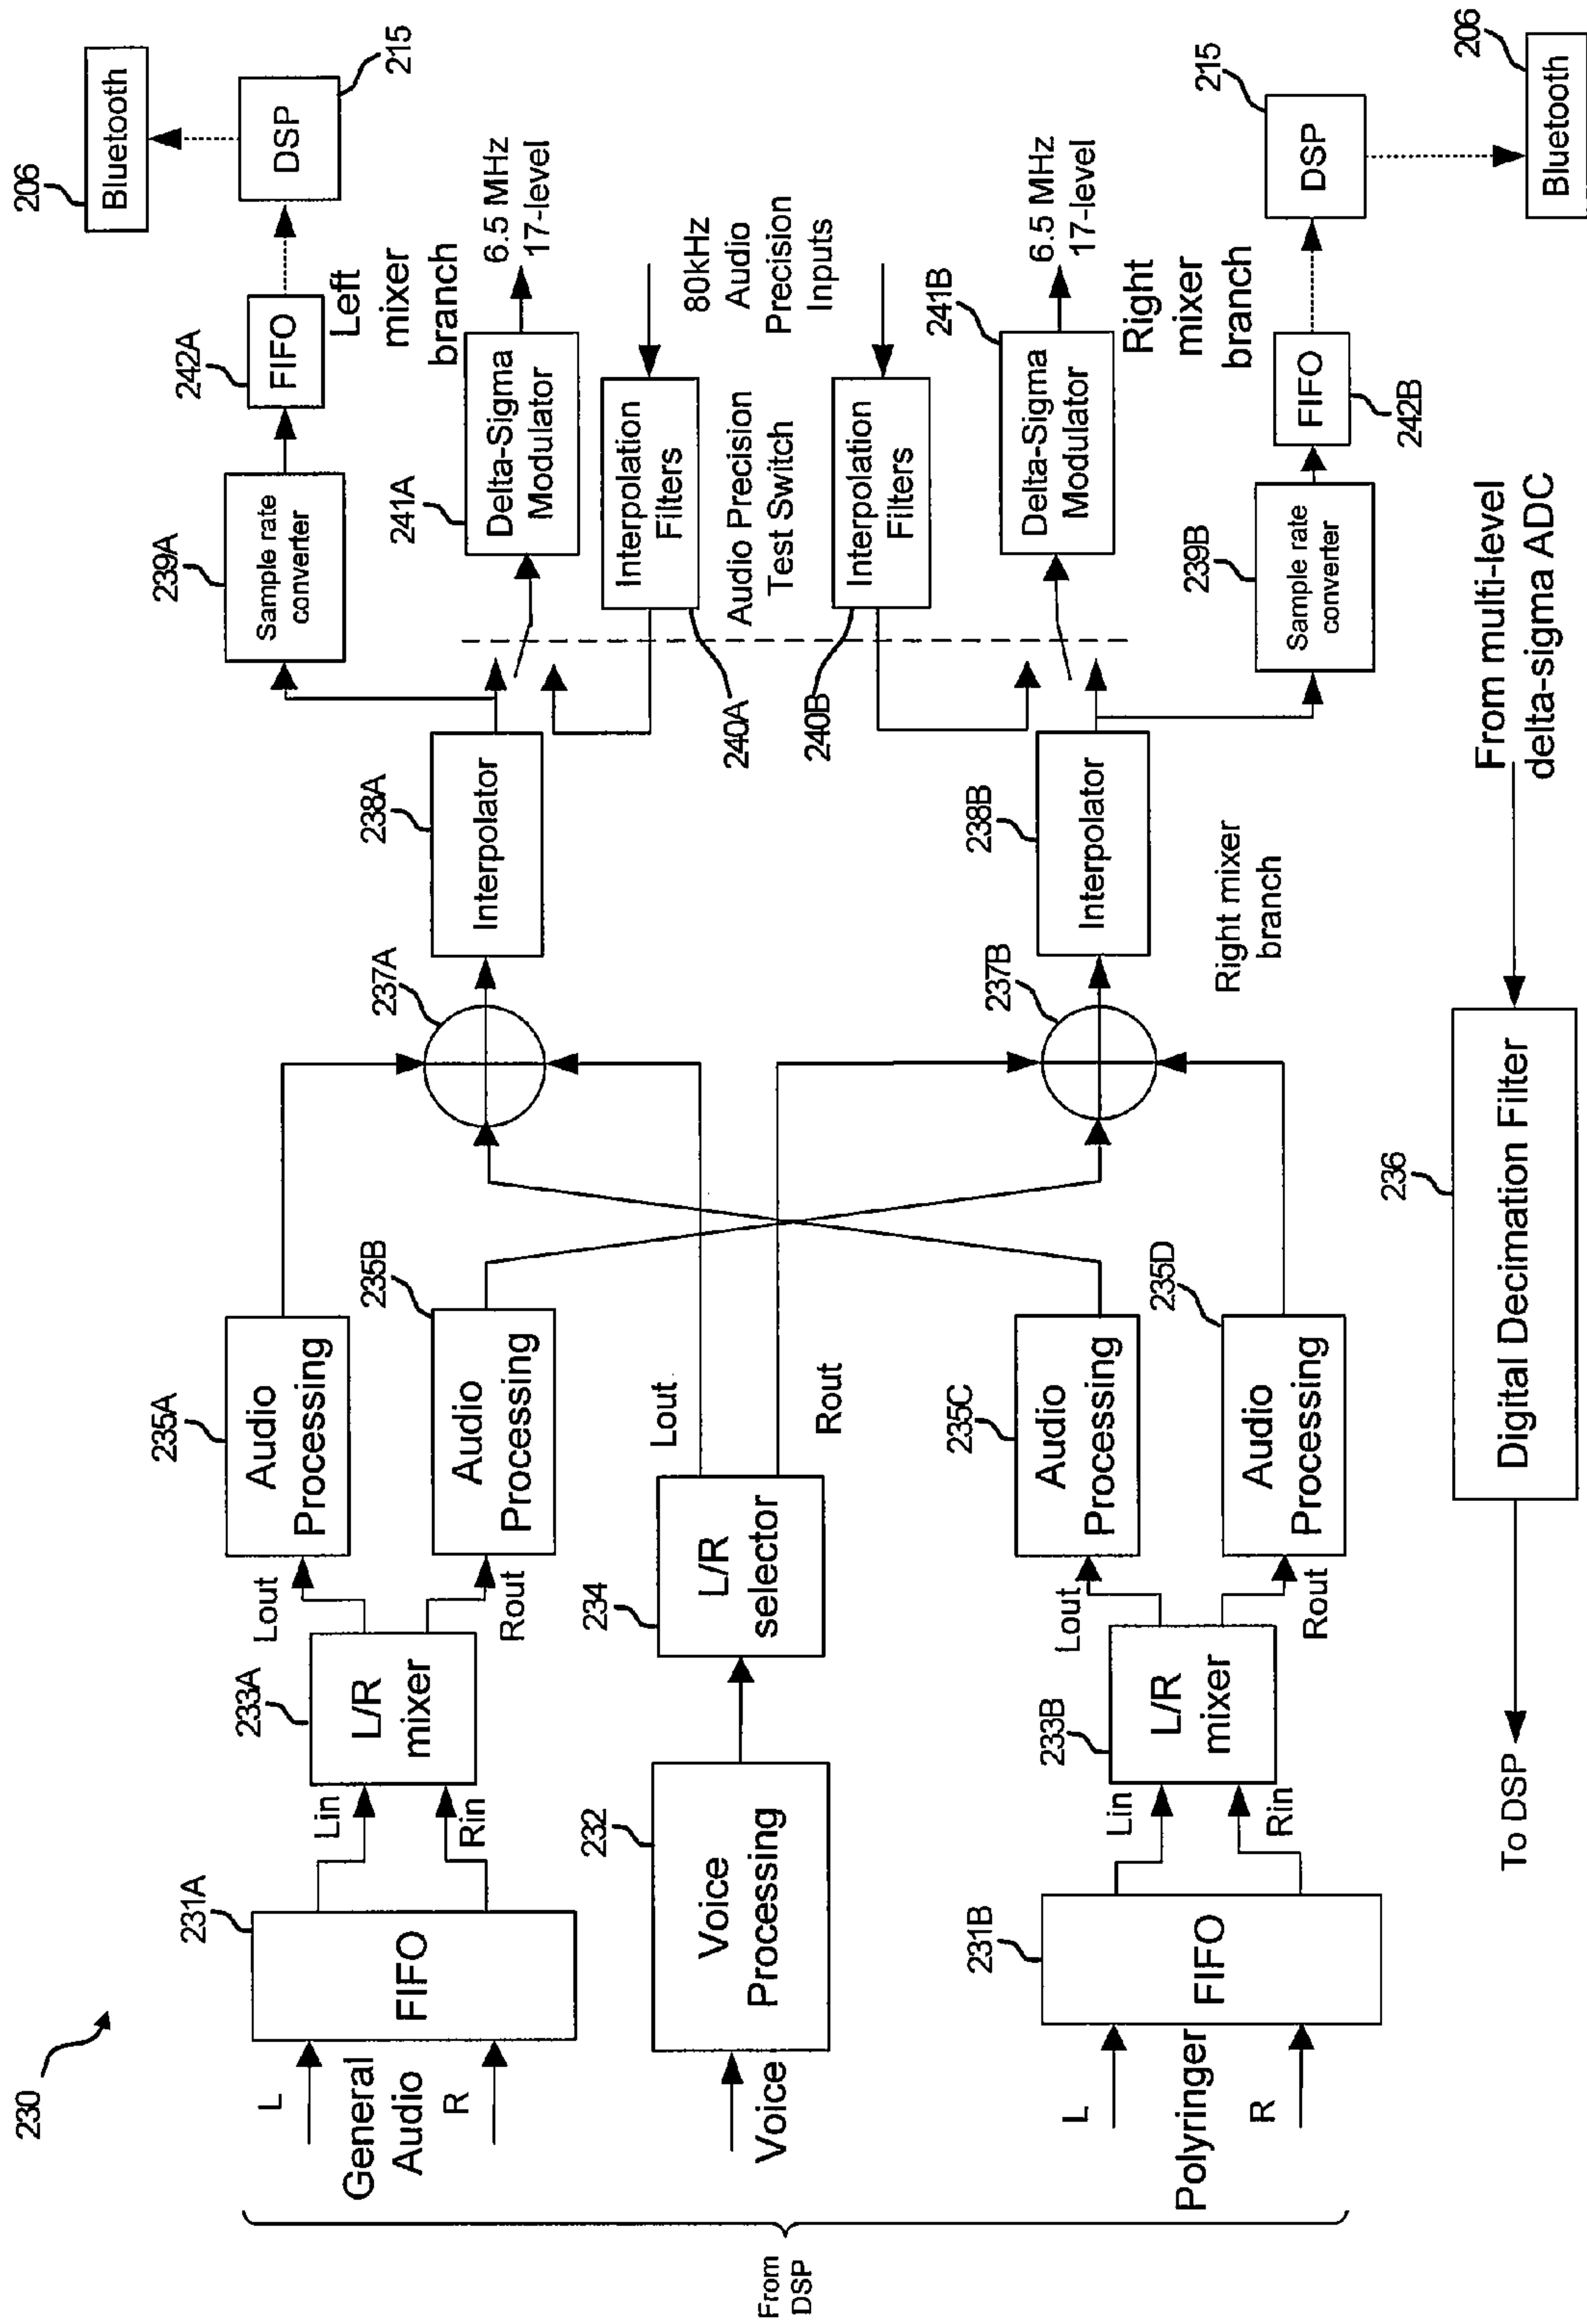 230
From
DSP
L
General
Audio
R
231A
FIFO
Lin
Rin
233A
L/R
mixer
Lout
Rout
235A
Audio
Processing
235B
Audio
Processing
Voice
232
Voice
Processing
234
L/R
selector
Lout
Rout
L
Polyringer
R
231B
FIFO
Lin
Rin
233B
L/R
mixer
Lout
Rout
235C
Audio
Processing
235D
Audio
Processing
237A
237B
238A
Interpolator
238B
Interpolator
Right mixer
branch
239A
Sample rate
converter
242A
FIFO
215
DSP
206
Bluetooth
Left
mixer
branch
241A
Delta-Sigma
Modulator
6.5 MHz
17-level
Interpolation
Filters
240A
Audio Precision
Test Switch
80kHz
Audio
Precision
Inputs
Interpolation
Filters
240B
241B
Delta-Sigma
Modulator
6.5 MHz
17-level
Right
mixer
branch
239B
Sample rate
converter
242B
FIFO
215
DSP
206
Bluetooth
To DSP
236
Digital Decimation Filter
From multi-level
delta-sigma ADC